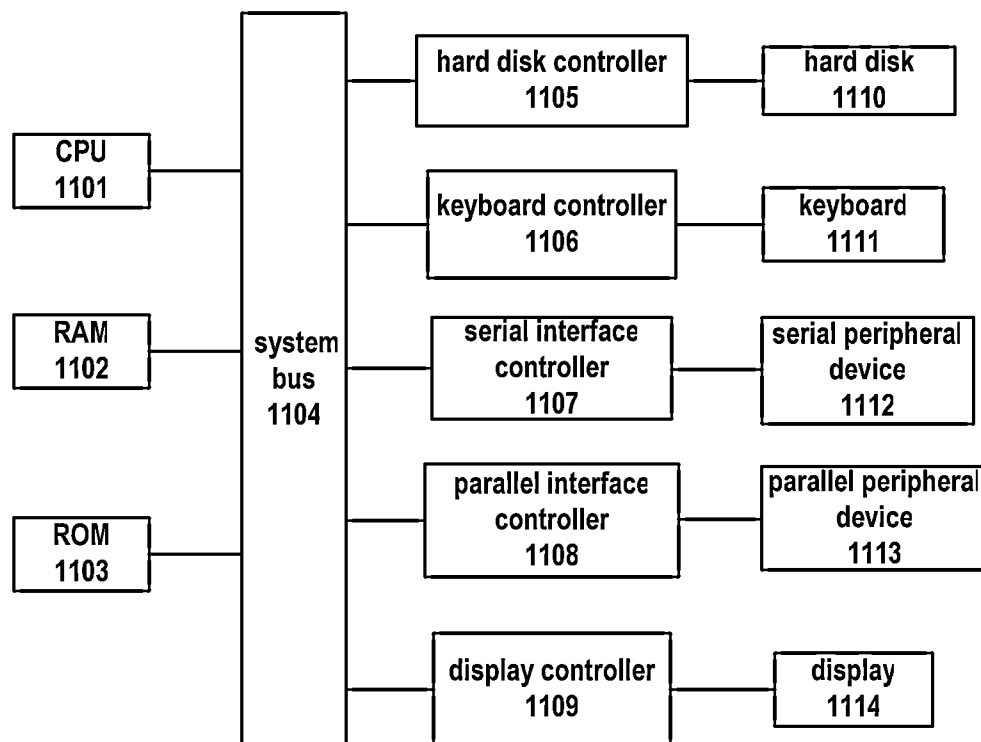 CPU
1101
RAM
1102
ROM
1103
system
bus
1104
hard disk controller
1105
hard disk
1110
keyboard controller
1106
keyboard
1111
serial interface
controller
1107
serial peripheral
device
1112
parallel interface
controller
1108
parallel peripheral
device
1113
display controller
1109
display
1114